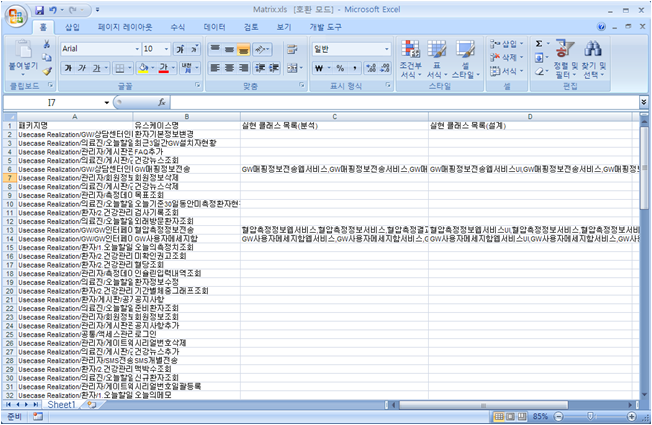 Matrix.xls [호환 모드] - Microsoft Excel
홈 삽입 페이지 레이아웃 수식 데이터 검토 보기 개발 도구
붙여넣기
Arial 10
가 가 가
일반
조건부 서식 표 서식 셀 스타일
삽입
삭제
서식
정렬 및 필터 찾기 및 선택
클립보드 글꼴 맞춤 표시 형식 스타일 셀 편집
I7 fx
A B C D
1 패키지명 유스케이스명 실현 클래스 목록(분석) 실현 클래스 목록(설계)
2 Usecase Realization/GW/상담센터인 환자기본정보변경
3 Usecase Realization/의료진/오늘할일 최근3일간GW설치자현황
4 Usecase Realization/관리자/게시판관 FAQ추가
5 Usecase Realization/의료진/게시판/ 건강뉴스조회
6 Usecase Realization/GW/상담센터인 GW매핑정보전송 GW매핑정보전송웹서비스,GW매핑정보전송 GW매핑정보전송웹서비스UI,GW매핑정보전송웹서비스,GW매핑정보
7 Usecase Realization/관리자/회원정보 회원정보삭제
8 Usecase Realization/의료진/게시판/ 건강뉴스삭제
9 Usecase Realization/관리자/측정데이 목표조회
10 Usecase Realization/의료진/오늘할일 오늘기준30일동안미측정환자현
11 Usecase Realization/환자/2.건강관리 검사기록조회
12 Usecase Realization/의료진/오늘할일 외래방문환자조회
13 Usecase Realization/GW/GW인터페이 혈압측정정보전송 혈압측정정보웹서비스,혈압측정정보서비스,혈압측정결과 혈압측정정보웹서비스UI,혈압측정정보웹서비스,혈압측정정보서비스
14 Usecase Realization/GW/GW인터페이 GW사용자메세지함 GW사용자메세지함웹서비스,GW사용자메세지함서비스 GW사용자메세지함웹서비스UI,GW사용자메세지함웹서비스,GW사
15 Usecase Realization/환자/1.오늘할일 오늘의측정치조회
16 Usecase Realization/환자/2.건강관리 미확인권고조회
17 Usecase Realization/환자/2.건강관리 혈당조회
18 Usecase Realization/관리자/측정데이 인슐린입력내역조회
19 Usecase Realization/의료진/오늘할일 환자정보수정
20 Usecase Realization/환자/2.건강관리 기간별체중그래프조회
21 Usecase Realization/환자/게시판/공지 공지사항
22 Usecase Realization/의료진/오늘할일 준비환자조회
23 Usecase Realization/관리자/회원정보 회원정보조회
24 Usecase Realization/관리자/게시판관 공지사항추가
25 Usecase Realization/공통/액세스관리 로그인
26 Usecase Realization/관리자/게이트웨 시리얼번호삭제
27 Usecase Realization/의료진/게시판/ 건강뉴스추가
28 Usecase Realization/관리자/SMS전송 SMS개별전송
29 Usecase Realization/환자/2.건강관리 맥박수조회
30 Usecase Realization/의료진/오늘할일 신규환자조회
31 Usecase Realization/관리자/게이트웨 시리얼번호일괄등록
32 Usecase Realization/환자/1.오늘할일 오늘의메모
Sheet1
준비 85%